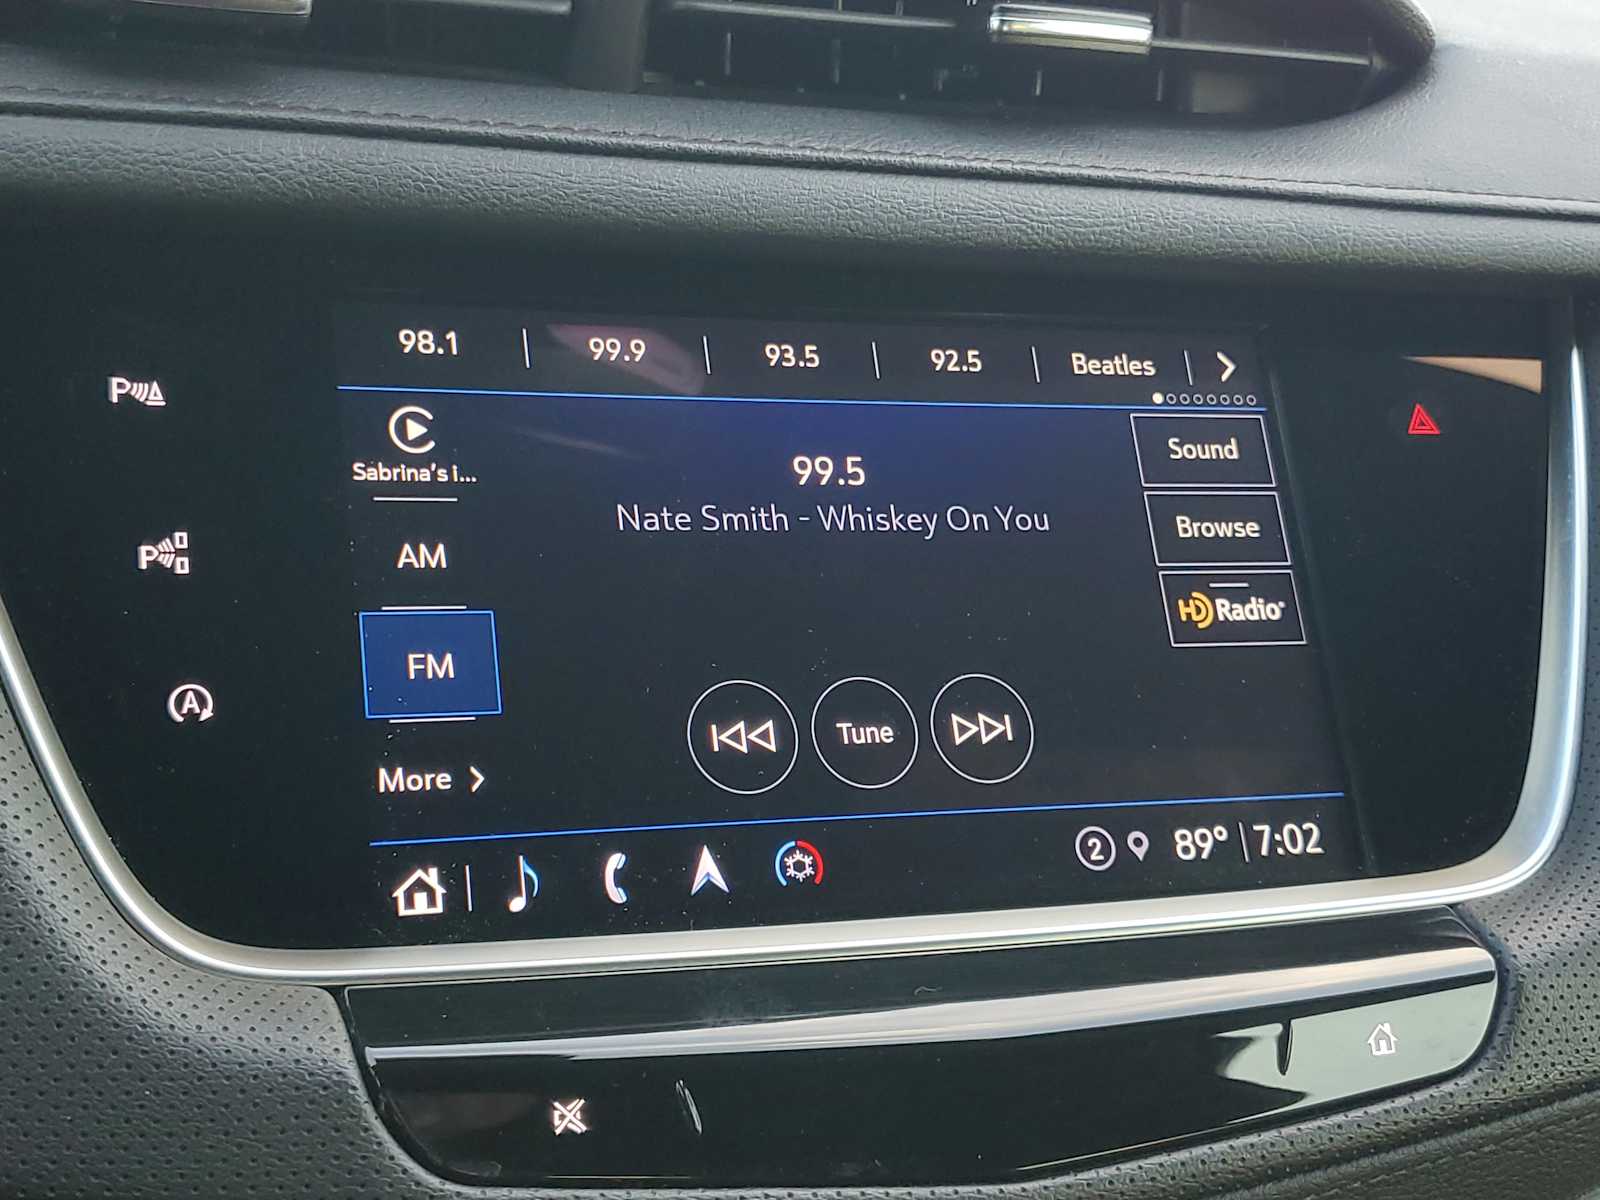 98.1 | 99.9 | 93.5 | 92.5 | Beatles | >
Sabrina's i...
AM
FM
More >
99.5
Nate Smith - Whiskey On You
Tune
Sound
Browse
HD Radio
2 89° | 7:02
P
P
A